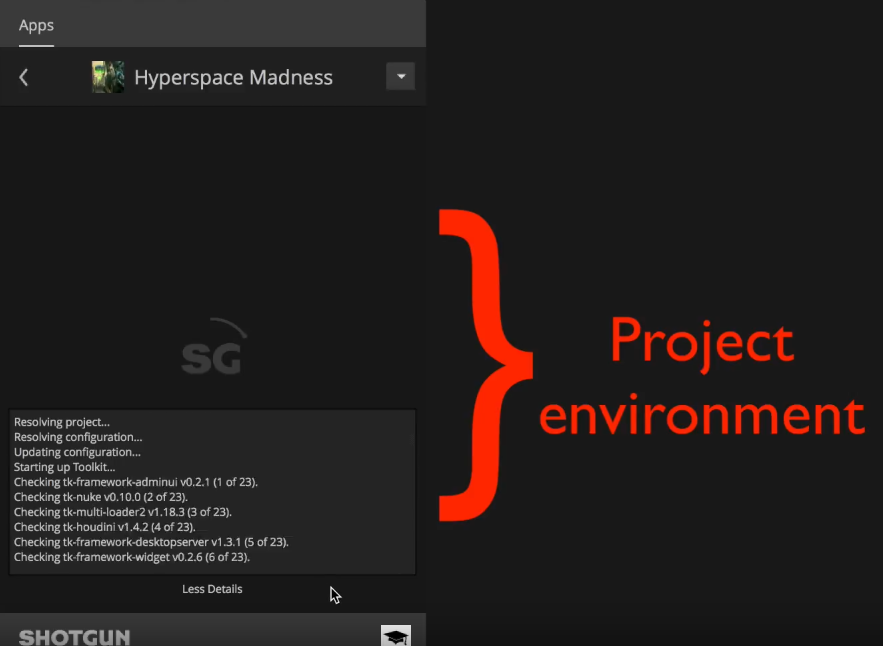 Apps
Hyperspace Madness
SG
Resolving project...
Resolving configuration...
Updating configuration...
Starting up Toolkit...
Checking tk-framework-adminui v0.2.1 (1 of 23).
Checking tk-nuke v0.10.0 (2 of 23).
Checking tk-multi-loader2 v1.18.3 (3 of 23).
Checking tk-houdini v1.4.2 (4 of 23).
Checking tk-framework-desktopserver v1.3.1 (5 of 23).
Checking tk-framework-widget v0.2.6 (6 of 23).
Less Details
SHOTGUN
Project
environment